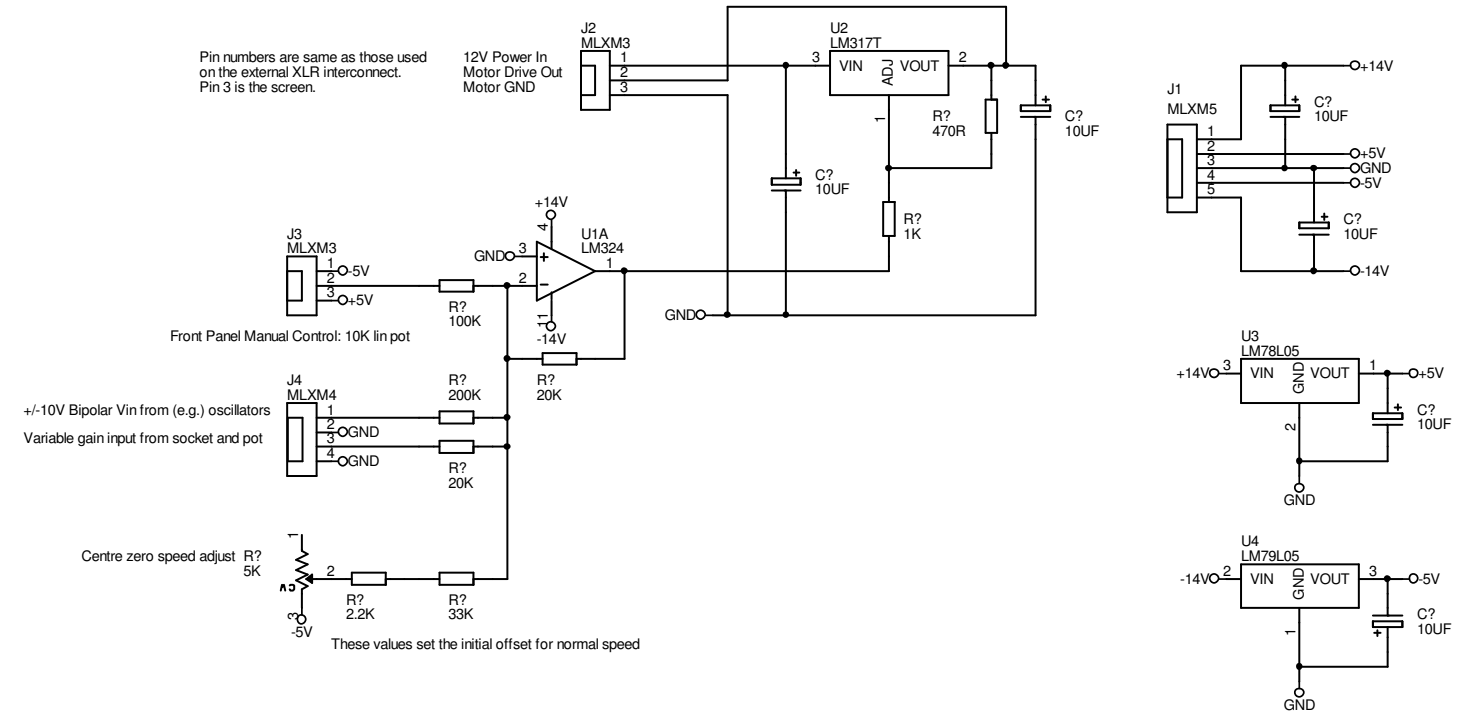 Pin numbers are same as those used
on the external XLR interconnect.
Pin 3 is the screen.
12V Power In
Motor Drive Out
Motor GND
J2
MLXM3
1
2
3
U2
LM317T
3
VIN
ADJ
VOUT
2
1
R?
470R
C?
10UF
C?
10UF
R?
1K
J1
MLXM5
1
2
3
4
5
+14V
C?
10UF
+5V
GND
-5V
C?
10UF
-14V
J3
MLXM3
1
-5V
2
3
+5V
R?
100K
Front Panel Manual Control: 10K lin pot
+14V
4
U1A
LM324
GND
3
+
2
-
1
11
-14V
GND
R?
20K
J4
MLXM4
+/-10V Bipolar Vin from (e.g.) oscillators
Variable gain input from socket and pot
1
2
GND
3
4
GND
R?
200K
R?
20K
Centre zero speed adjust
R?
5K
1
CV
2
3
-5V
R?
2.2K
R?
33K
These values set the initial offset for normal speed
U3
LM78L05
+14V
3
VIN
GND
VOUT
1
+5V
2
C?
10UF
GND
U4
LM79L05
-14V
2
VIN
GND
VOUT
3
-5V
1
C?
10UF
GND